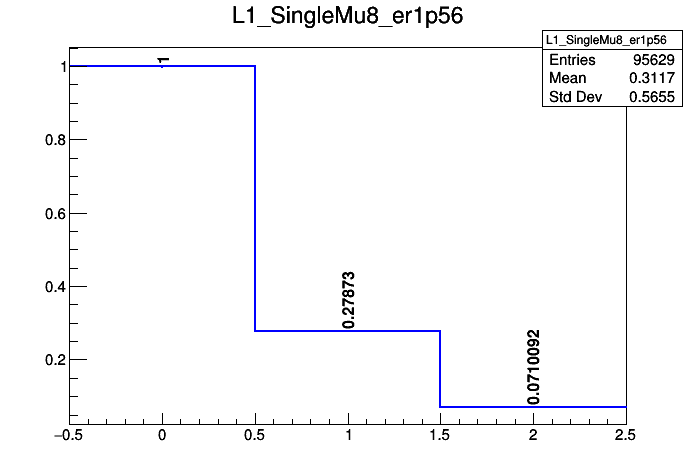 L1_SingleMu8_er1p56
L1_SingleMu8_er1p56
Entries 95629
Mean 0.3117
Std Dev 0.5655
1
0.8
0.6
0.4
0.2
1
0.27873
0.0710092
−0.5 0 0.5 1 1.5 2 2.5